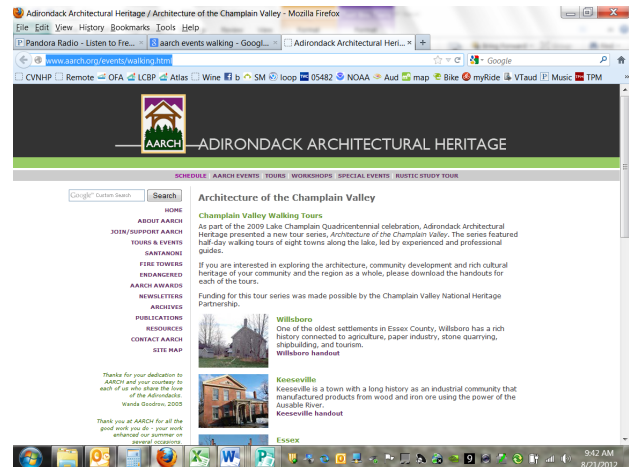 Adirondack Architectural Heritage / Architecture of the Champlain Valley - Mozilla Firefox
File Edit View History Bookmarks Tools Help
Pandora Radio - Listen to Fre... × aarch events walking - Googl... × Adirondack Architectural Heri... × +
www.aarch.org/events/walking.html Google
CVNHP Remote OFA LCBP Atlas Wine b SM loop 05482 NOAA Aud map Bike myRide VTaud Music TPM »
AARCH ADIRONDACK ARCHITECTURAL HERITAGE
SCHEDULE AARCH EVENTS TOURS WORKSHOPS SPECIAL EVENTS RUSTIC STUDY TOUR
Google™ Custom Search Search
HOME
ABOUT AARCH
JOIN/SUPPORT AARCH
TOURS & EVENTS
SANTANONI
FIRE TOWERS
ENDANGERED
AARCH AWARDS
NEWSLETTERS
ARCHIVES
PUBLICATIONS
RESOURCES
CONTACT AARCH
SITE MAP
Thanks for your dedication to
AARCH and your courtesy to
each of us who share the love
of the Adirondacks.
Wanda Goodrow, 2005
Thank you at AARCH for all the
good work you do - your work
enhanced our summer on
several occasions.
Architecture of the Champlain Valley
Champlain Valley Walking Tours
As part of the 2009 Lake Champlain Quadricentennial celebration, Adirondack Architectural
Heritage presented a new tour series, Architecture of the Champlain Valley. The series featured
half-day walking tours of eight towns along the lake, led by experienced and professional
guides.
If you are interested in exploring the architecture, community development and rich cultural
heritage of your community and the region as a whole, please download the handouts for
each of the tours.
Funding for this tour series was made possible by the Champlain Valley National Heritage
Partnership.
Willsboro
One of the oldest settlements in Essex County, Willsboro has a rich
history connected to agriculture, paper industry, stone quarrying,
shipbuilding, and tourism.
Willsboro handout
Keeseville
Keeseville is a town with a long history as an industrial community that
manufactured products from wood and iron ore using the power of the
Ausable River.
Keeseville handout
Essex
9:42 AM
8/21/2012